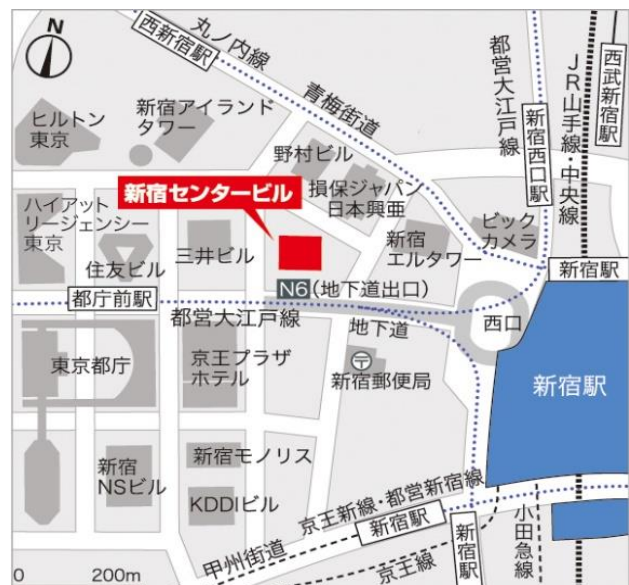 N
丸ノ内線
西新宿駅
青梅街道
都営大江戸線
新宿西口駅
JR山手線・中央線
西武新宿駅
ヒルトン
東京
新宿アイランド
タワー
野村ビル
損保ジャパン
日本興亜
新宿センタービル
ハイアット
リージェンシー
東京
住友ビル
三井ビル
新宿
エルタワー
ビック
カメラ
新宿駅
N6(地下道出口)
都庁前駅
都営大江戸線
地下道
西口
東京都庁
京王プラザ
ホテル
新宿郵便局
新宿駅
新宿
NSビル
新宿モノリス
KDDIビル
京王新線・都営新宿線
新宿駅
甲州街道
京王線
新宿駅
小田急線
0 200m